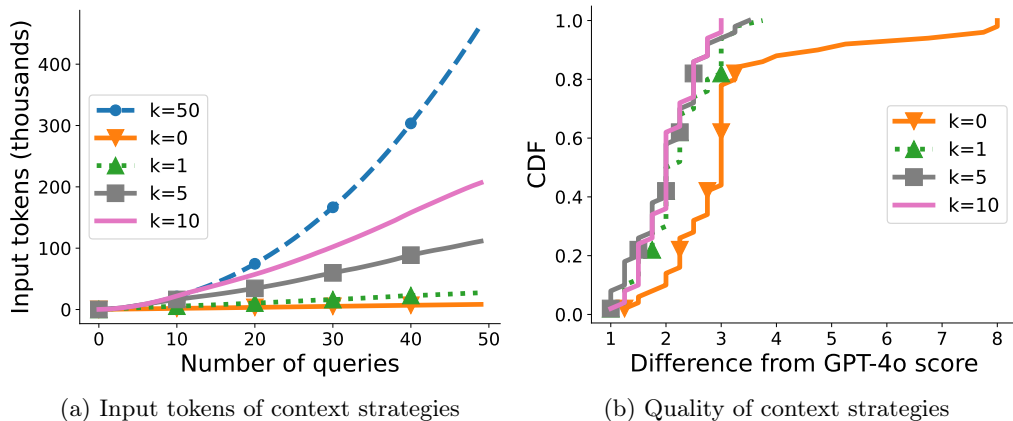 Input tokens (thousands)
400
300
200
100
0
k=50
k=0
k=1
k=5
k=10
0 10 20 30 40 50
Number of queries
(a) Input tokens of context strategies
CDF
1.0
0.8
0.6
0.4
0.2
0.0
k=0
k=1
k=5
k=10
1 2 3 4 5 6 7 8
Difference from GPT-4o score
(b) Quality of context strategies